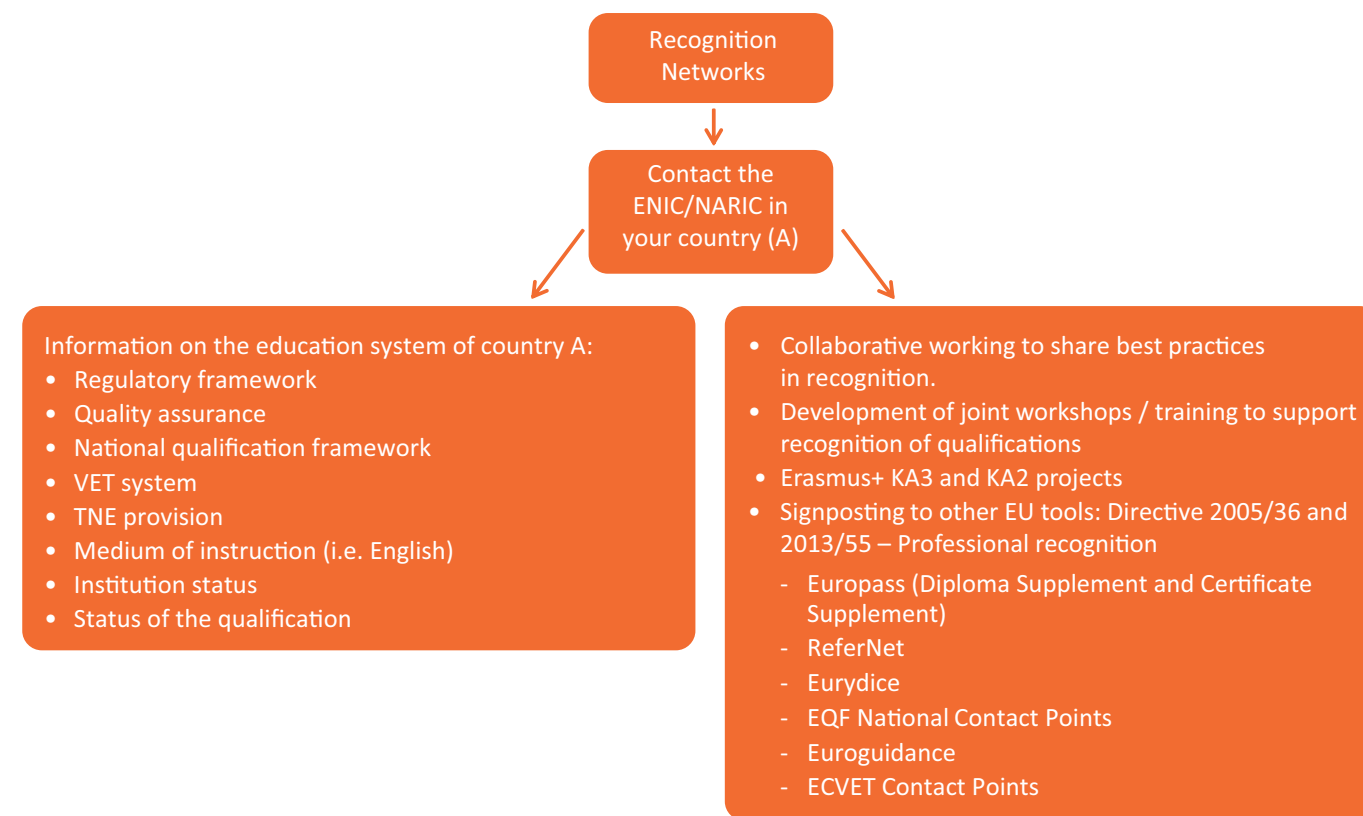 Recognition
Networks
Contact the
ENIC/NARIC in
your country (A)
Information on the education system of country A:
• Regulatory framework
• Quality assurance
• National qualification framework
• VET system
• TNE provision
• Medium of instruction (i.e. English)
• Institution status
• Status of the qualification
• Collaborative working to share best practices
in recognition.
• Development of joint workshops / training to support
recognition of qualifications
• Erasmus+ KA3 and KA2 projects
• Signposting to other EU tools: Directive 2005/36 and
2013/55 – Professional recognition
- Europass (Diploma Supplement and Certificate
Supplement)
- ReferNet
- Eurydice
- EQF National Contact Points
- Euroguidance
- ECVET Contact Points